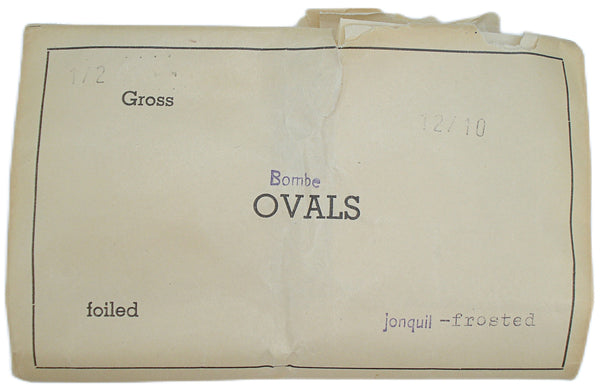 1/2
Gross
12/10
Bombe
OVALS
foiled
jonquil -frosted